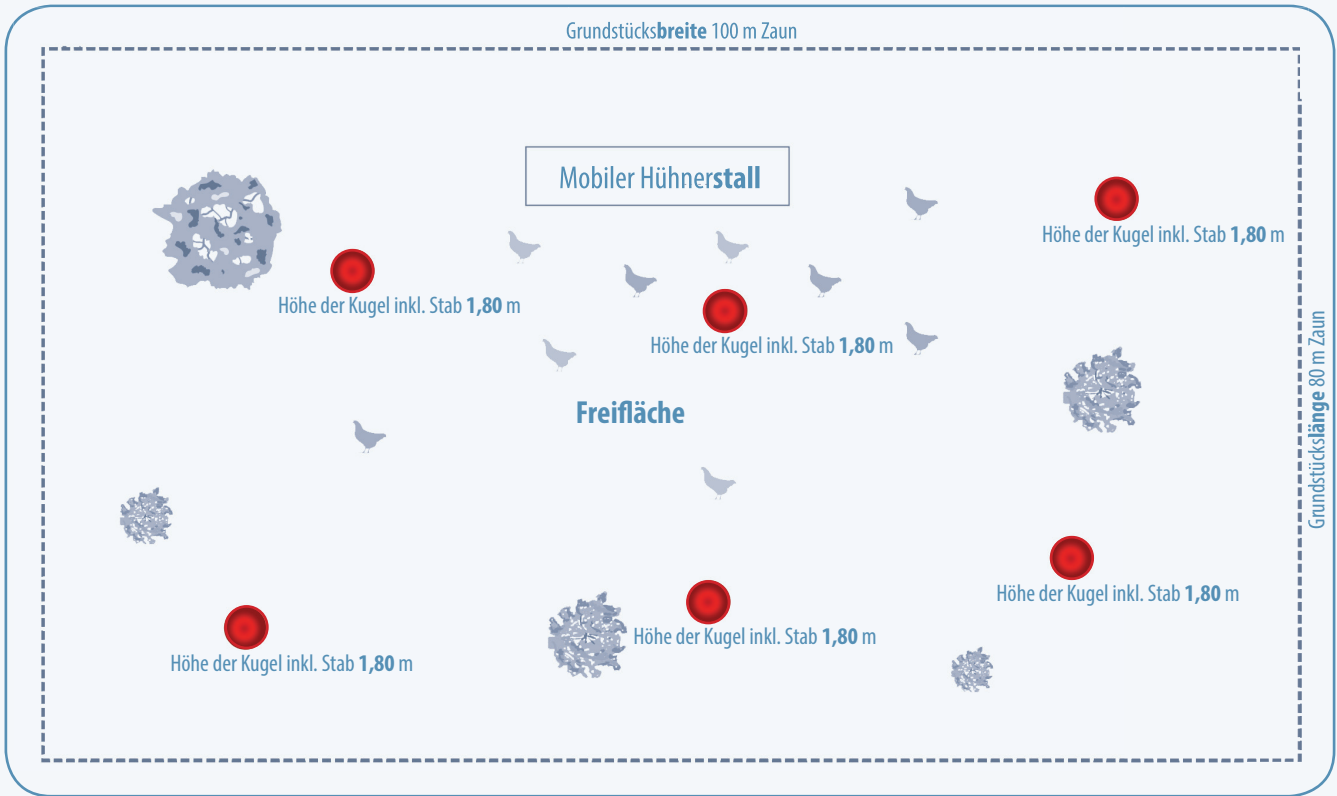 Grundstücksbreite 100 m Zaun
Mobiler Hühnerstall
Höhe der Kugel inkl. Stab 1,80 m
Höhe der Kugel inkl. Stab 1,80 m
Höhe der Kugel inkl. Stab 1,80 m
Freifläche
Grundstückslänge 80 m Zaun
Höhe der Kugel inkl. Stab 1,80 m
Höhe der Kugel inkl. Stab 1,80 m
Höhe der Kugel inkl. Stab 1,80 m